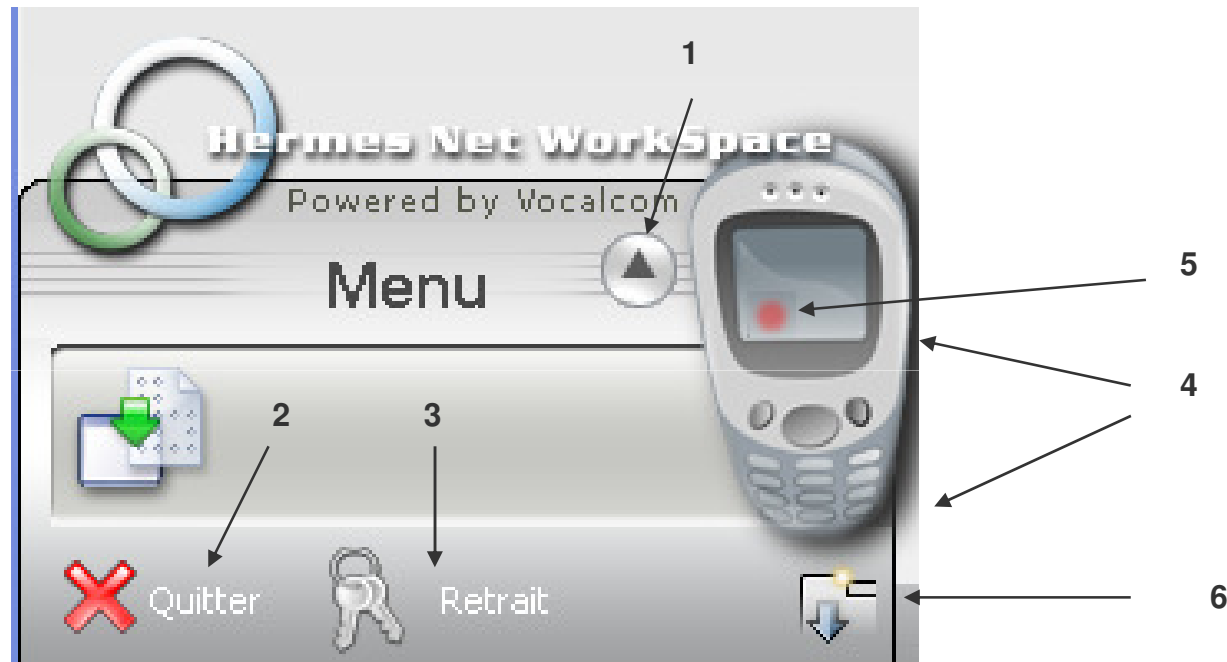 1
Hermes Net WorkSpace
Powered by Vocalcom
5
Menu
4
2 3
Quitter Retrait
6